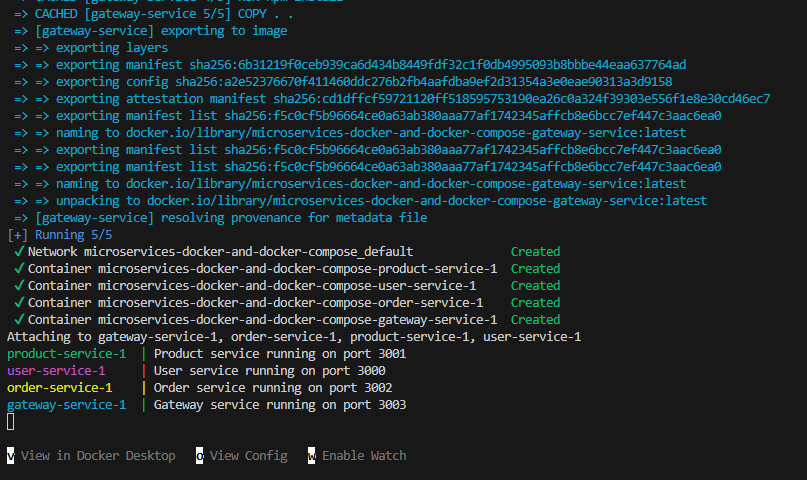 => CACHED [gateway-service 5/5] COPY . .
=> [gateway-service] exporting to image
=> => exporting layers
=> => exporting manifest sha256:6b31219f0ceb939ca6d434b8449fdf32c1f0db4995093b8bbbe44eaa637764ad
=> => exporting config sha256:a2e52376670f411460ddc276b2fb4aafdba9ef2d31354a3e0eae90313a3d9158
=> => exporting attestation manifest sha256:cd1dffcf59721120ff518595753190ea26c0a324f39303e556f1e8e30cd46ec7
=> => exporting manifest list sha256:f5c0cf5b96664ce0a63ab380aaa77af1742345affcb8e6bcc7ef447c3aac6ea0
=> => naming to docker.io/library/microservices-docker-and-docker-compose-gateway-service:latest
=> => exporting manifest list sha256:f5c0cf5b96664ce0a63ab380aaa77af1742345affcb8e6bcc7ef447c3aac6ea0
=> => exporting manifest list sha256:f5c0cf5b96664ce0a63ab380aaa77af1742345affcb8e6bcc7ef447c3aac6ea0
=> => naming to docker.io/library/microservices-docker-and-docker-compose-gateway-service:latest
=> => unpacking to docker.io/library/microservices-docker-and-docker-compose-gateway-service:latest
=> [gateway-service] resolving provenance for metadata file
[+] Running 5/5
✔ Network microservices-docker-and-docker-compose_default Created
✔ Container microservices-docker-and-docker-compose-product-service-1 Created
✔ Container microservices-docker-and-docker-compose-user-service-1 Created
✔ Container microservices-docker-and-docker-compose-order-service-1 Created
✔ Container microservices-docker-and-docker-compose-gateway-service-1 Created
Attaching to gateway-service-1, order-service-1, product-service-1, user-service-1
product-service-1 | Product service running on port 3001
user-service-1 | User service running on port 3000
order-service-1 | Order service running on port 3002
gateway-service-1 | Gateway service running on port 3003
v View in Docker Desktop o View Config w Enable Watch